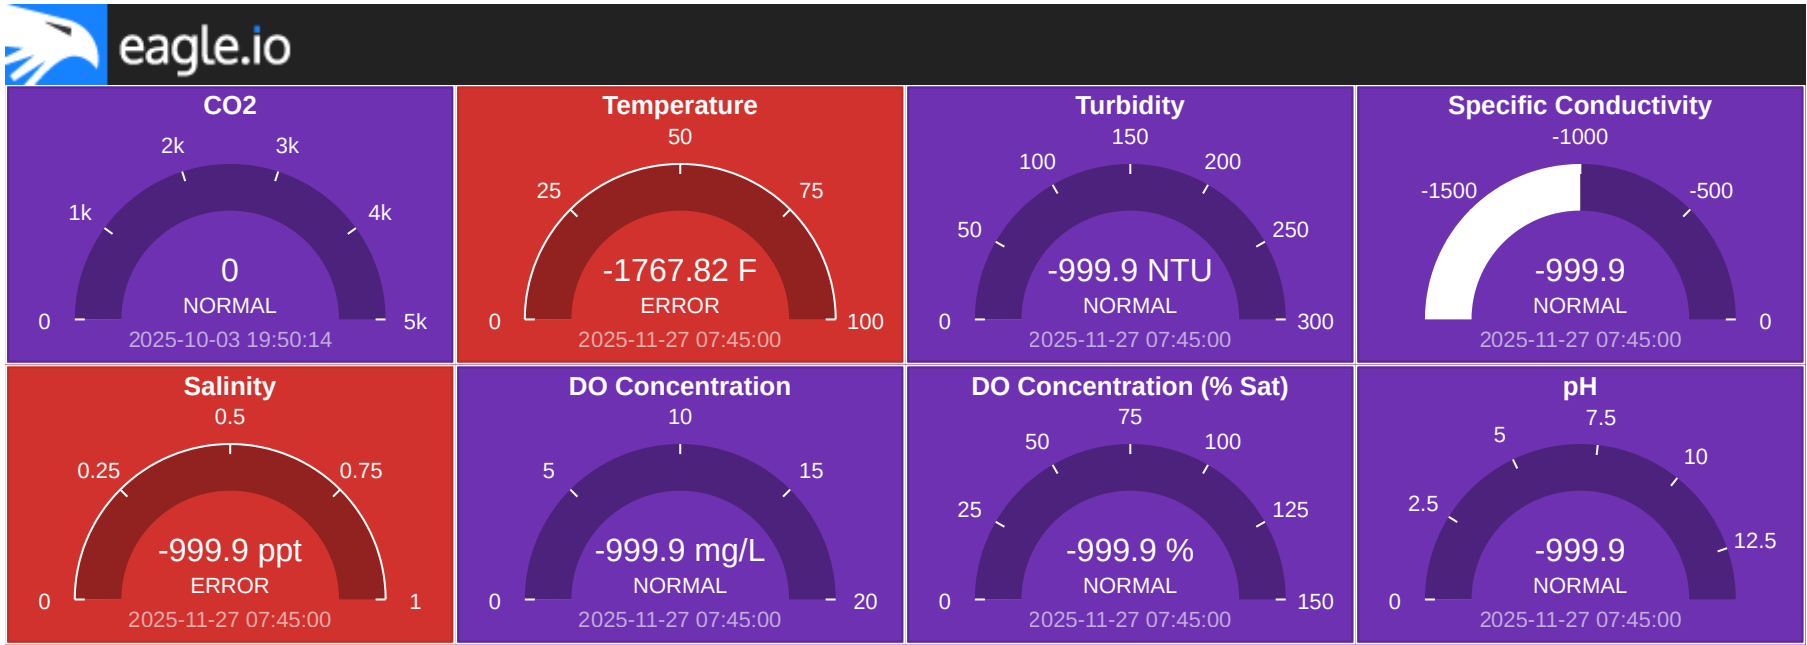 eagle.io
CO2
2k
3k
1k
4k
0
NORMAL
0
5k
2025-10-03 19:50:14
Temperature
50
25
75
-1767.82 F
ERROR
0
100
2025-11-27 07:45:00
Turbidity
150
100
200
50
250
-999.9 NTU
NORMAL
0
300
2025-11-27 07:45:00
Specific Conductivity
-1000
-1500
-500
-999.9
NORMAL
0
2025-11-27 07:45:00
Salinity
0.5
0.25
0.75
-999.9 ppt
ERROR
0
1
2025-11-27 07:45:00
DO Concentration
10
5
15
-999.9 mg/L
NORMAL
0
20
2025-11-27 07:45:00
DO Concentration (% Sat)
75
50
100
25
125
-999.9 %
NORMAL
0
150
2025-11-27 07:45:00
pH
7.5
5
10
2.5
12.5
-999.9
NORMAL
0
2025-11-27 07:45:00